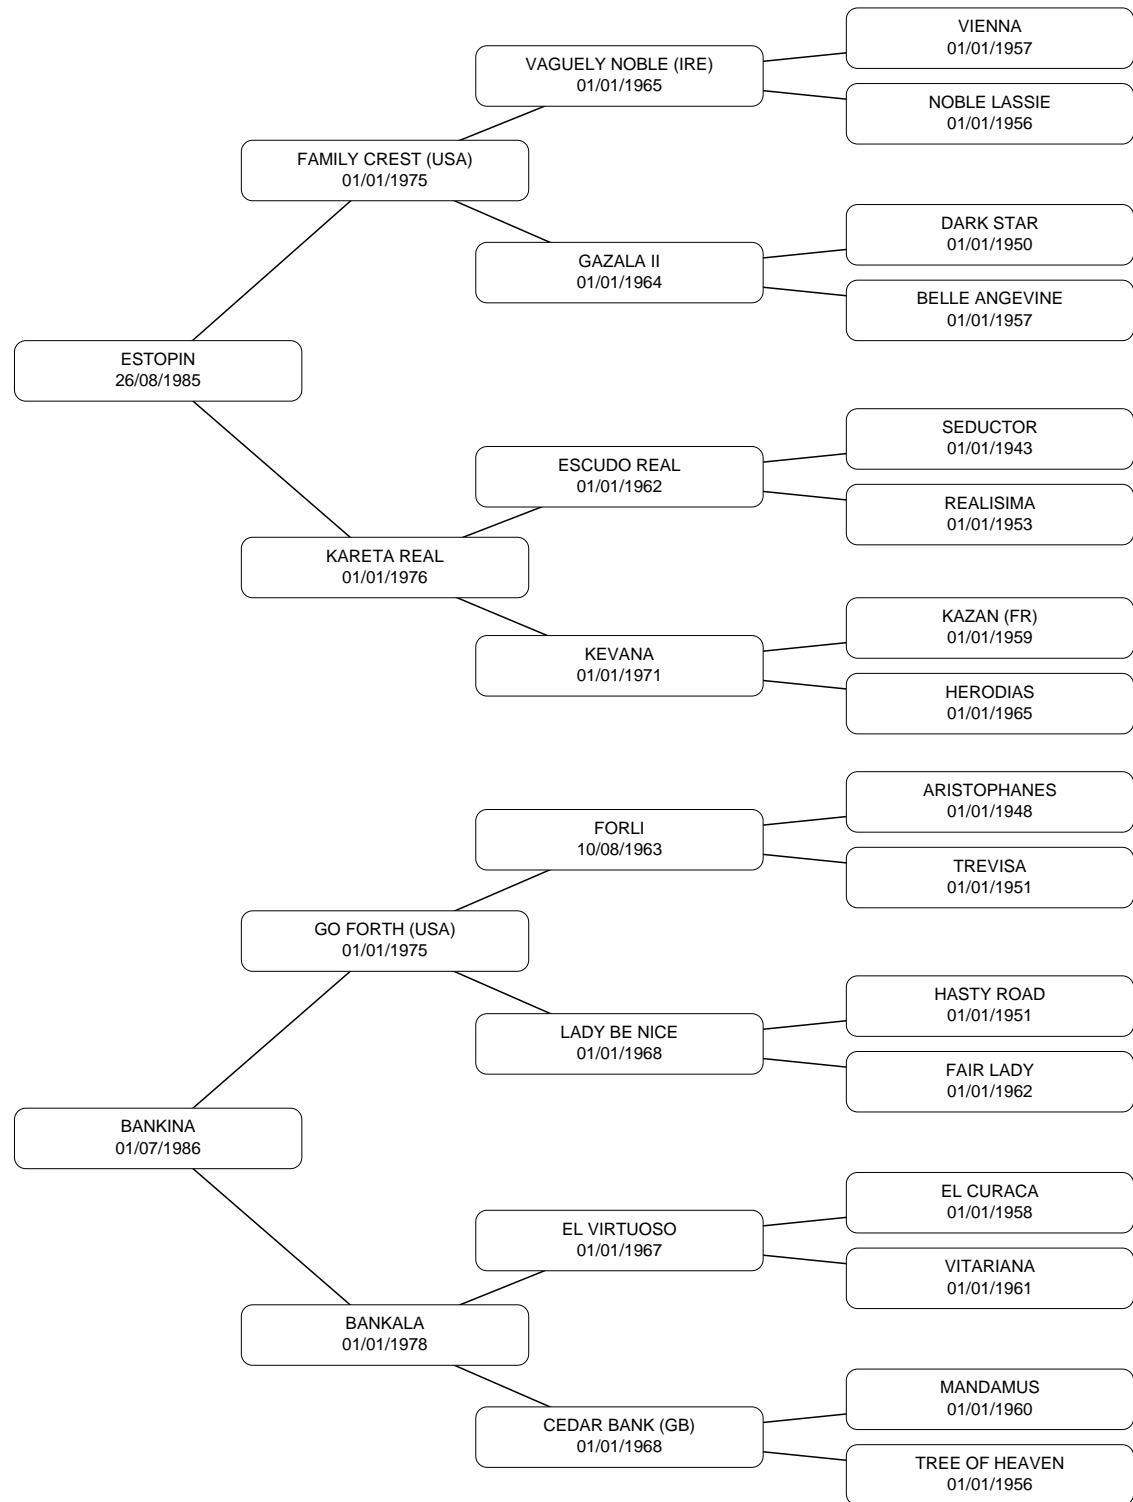 VIENNA
01/01/1957
VAGUELY NOBLE (IRE)
01/01/1965
NOBLE LASSIE
01/01/1956
FAMILY CREST (USA)
01/01/1975
DARK STAR
01/01/1950
GAZALA II
01/01/1964
BELLE ANGEVINE
01/01/1957
ESTOPIN
26/08/1985
SEDUCTOR
01/01/1943
ESCUDO REAL
01/01/1962
REALISIMA
01/01/1953
KARETA REAL
01/01/1976
KAZAN (FR)
01/01/1959
KEVANA
01/01/1971
HERODIAS
01/01/1965
ARISTOPHANES
01/01/1948
FORLI
10/08/1963
TREVISA
01/01/1951
GO FORTH (USA)
01/01/1975
HASTY ROAD
01/01/1951
LADY BE NICE
01/01/1968
FAIR LADY
01/01/1962
BANKINA
01/07/1986
EL CURACA
01/01/1958
EL VIRTUOSO
01/01/1967
VITARIANA
01/01/1961
BANKALA
01/01/1978
MANDAMUS
01/01/1960
CEDAR BANK (GB)
01/01/1968
TREE OF HEAVEN
01/01/1956